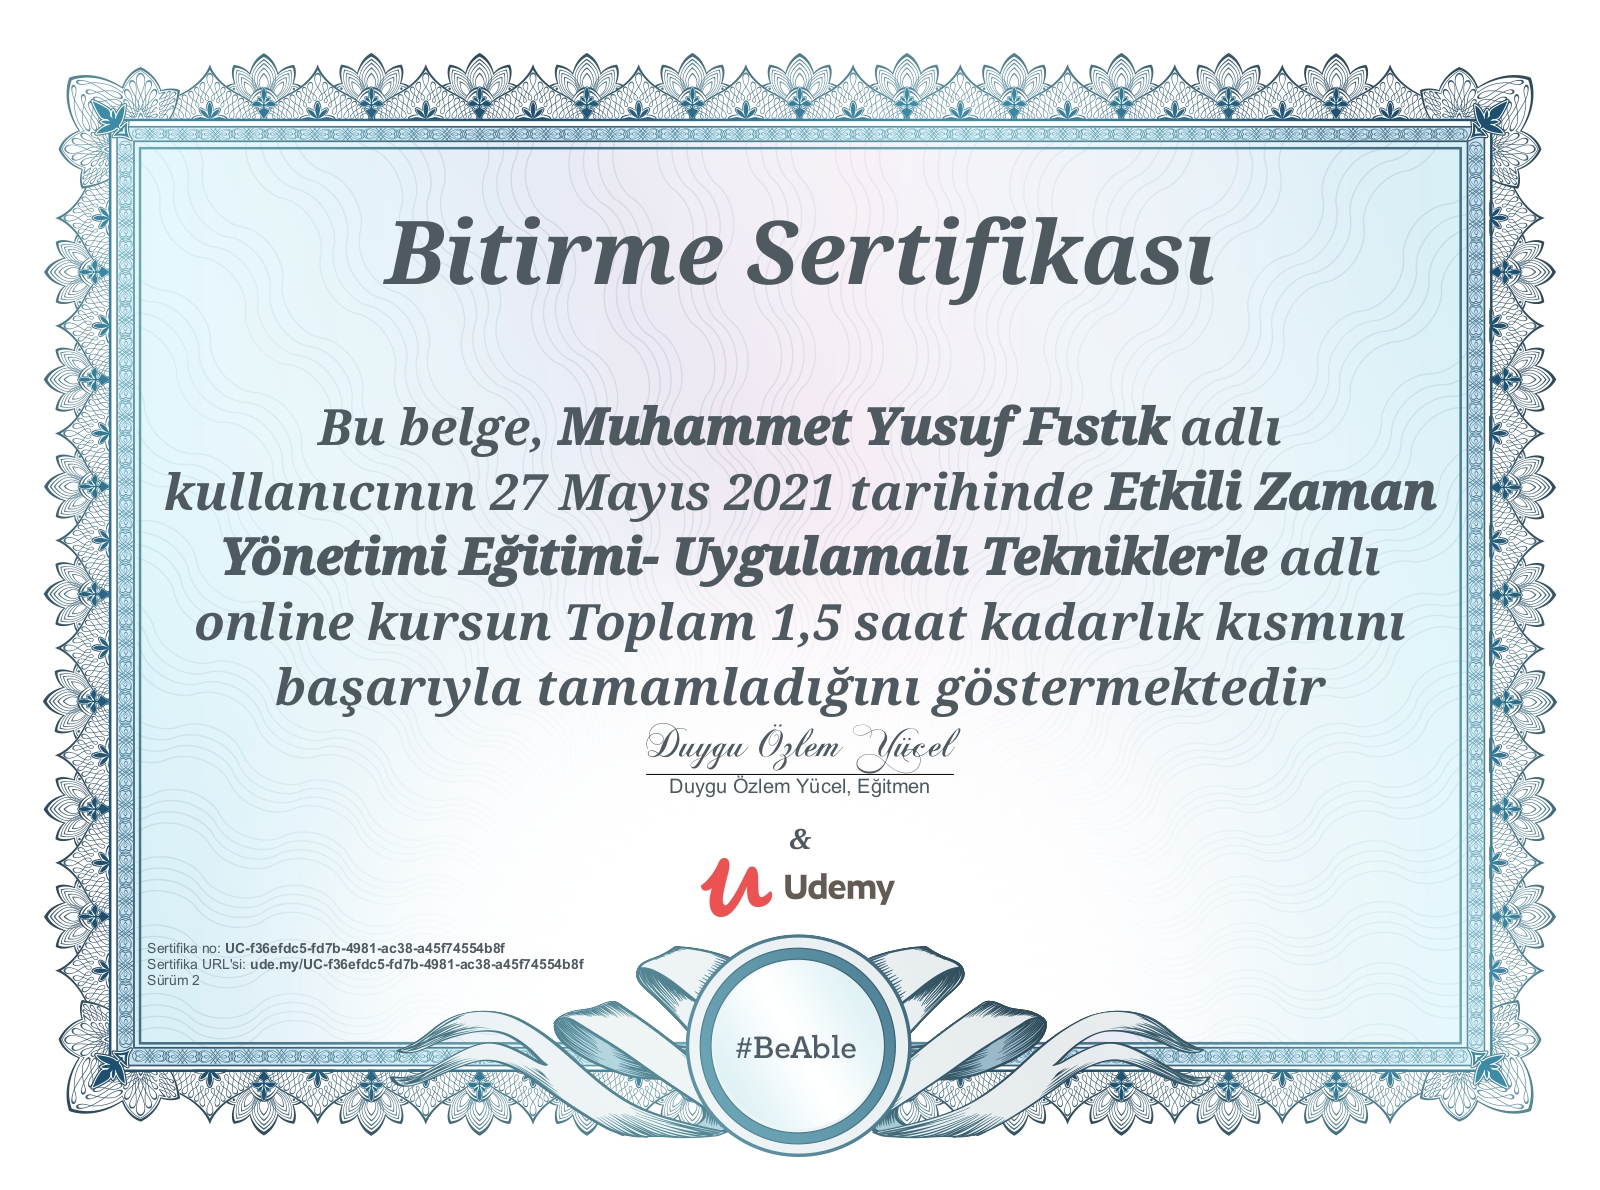 Bitirme Sertifikası
Bu belge, Muhammet Yusuf Fıstık adlı
kullanıcının 27 Mayıs 2021 tarihinde Etkili Zaman
Yönetimi Eğitimi- Uygulamalı Tekniklerle adlı
online kursun Toplam 1,5 saat kadarlık kısmını
başarıyla tamamladığını göstermektedir
Duygu Özlem Yücel
Duygu Özlem Yücel, Eğitmen
&
Udemy
Sertifika no: UC-f36efdc5-fd7b-4981-ac38-a45f74554b8f
Sertifika URL'si: ude.my/UC-f36efdc5-fd7b-4981-ac38-a45f74554b8f
Sürüm 2
#BeAble